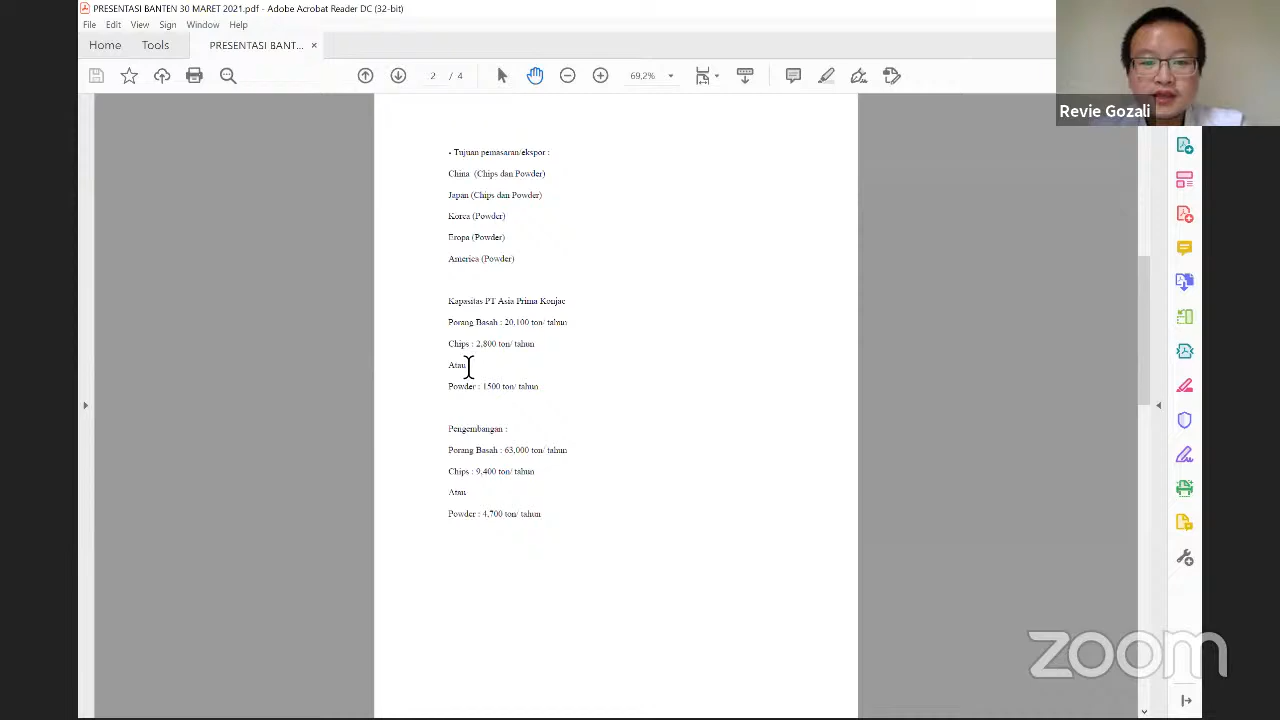 PRESENTASI BANTEN 30 MARET 2021.pdf - Adobe Acrobat Reader DC (32-bit)
File Edit View Sign Window Help
Home Tools PRESENTASI BANT... ×
2 / 4 69,2%
Revie Gozali
- Tujuan pemasaran/ekspor :
China (Chips dan Powder)
Japan (Chips dan Powder)
Korea (Powder)
Eropa (Powder)
America (Powder)
Kapasitas PT Asia Prima Konjac
Porang Basah : 20,100 ton/ tahun
Chips : 2,800 ton/ tahun
Atau
Powder : 1500 ton/ tahun
Pengembangan :
Porang Basah : 63,000 ton/ tahun
Chips : 9,400 ton/ tahun
Atau
Powder : 4,700 ton/ tahun
zoom